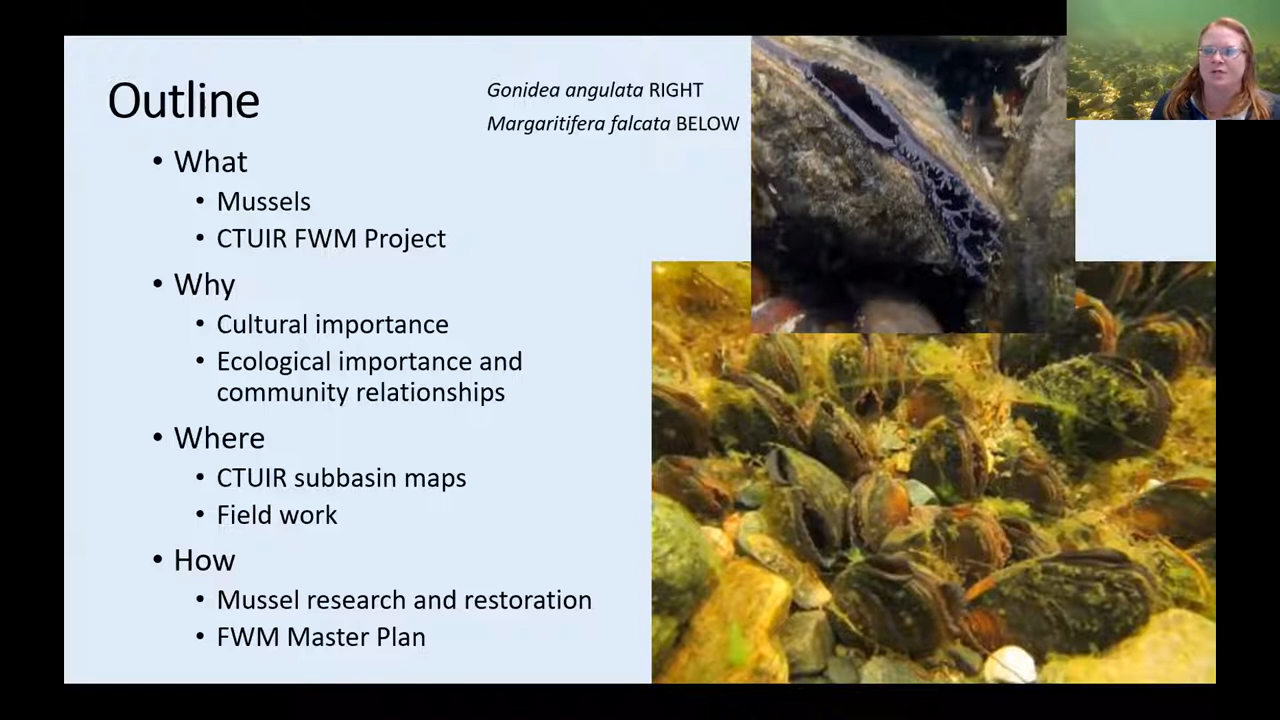 Outline
Gonidea angulata RIGHT
Margaritifera falcata BELOW
• What
• Mussels
• CTUIR FWM Project
• Why
• Cultural importance
• Ecological importance and
community relationships
• Where
• CTUIR subbasin maps
• Field work
• How
• Mussel research and restoration
• FWM Master Plan